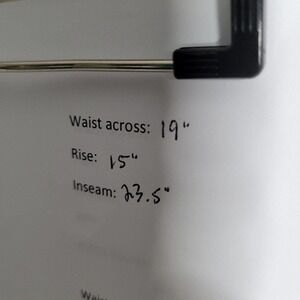 Waist across: 19"
Rise: 15"
Inseam: 23.5"